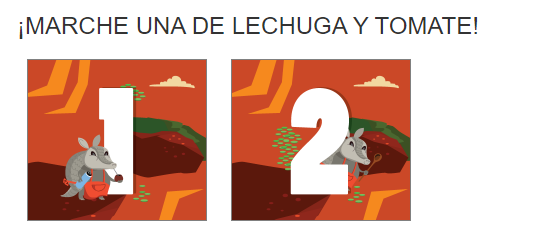 ¡MARCHE UNA DE LECHUGA Y TOMATE!
1 2